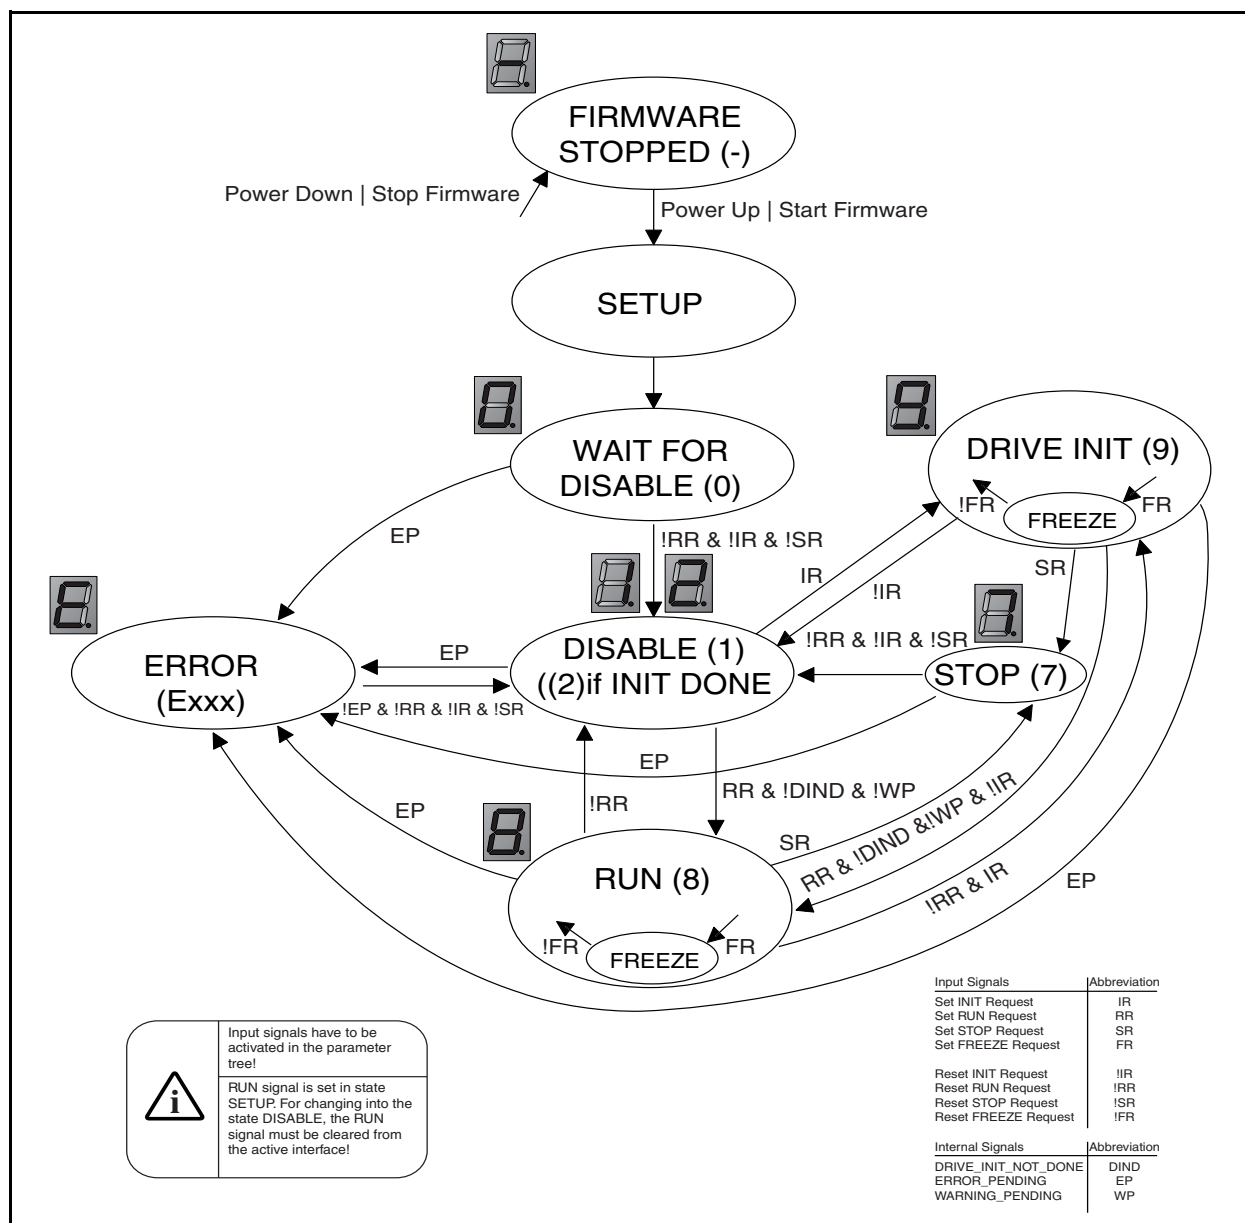 FIRMWARE
STOPPED (-)
Power Down | Stop Firmware
Power Up | Start Firmware
SETUP
0.
WAIT FOR
DISABLE (0)
9.
DRIVE INIT (9)
!FR
FR
FREEZE
EP
!RR & !IR & !SR
IR
!IR
SR
E.
1.
2.
7.
ERROR
(Exxx)
EP
!EP & !RR & !IR & !SR
DISABLE (1)
((2)if INIT DONE
!RR & !IR & !SR
STOP (7)
EP
EP
!RR
RR & !DIND & !WP
8.
RUN (8)
SR
RR & !DIND &!WP & !IR
!RR & IR
EP
!FR
FR
FREEZE
Input signals have to be
activated in the parameter
tree!
i
RUN signal is set in state
SETUP. For changing into the
state DISABLE, the RUN
signal must be cleared from
the active interface!
Input Signals Abbreviation
Set INIT Request IR
Set RUN Request RR
Set STOP Request SR
Set FREEZE Request FR
Reset INIT Request !IR
Reset RUN Request !RR
Reset STOP Request !SR
Reset FREEZE Request !FR
Internal Signals Abbreviation
DRIVE_INIT_NOT_DONE DIND
ERROR_PENDING EP
WARNING_PENDING WP